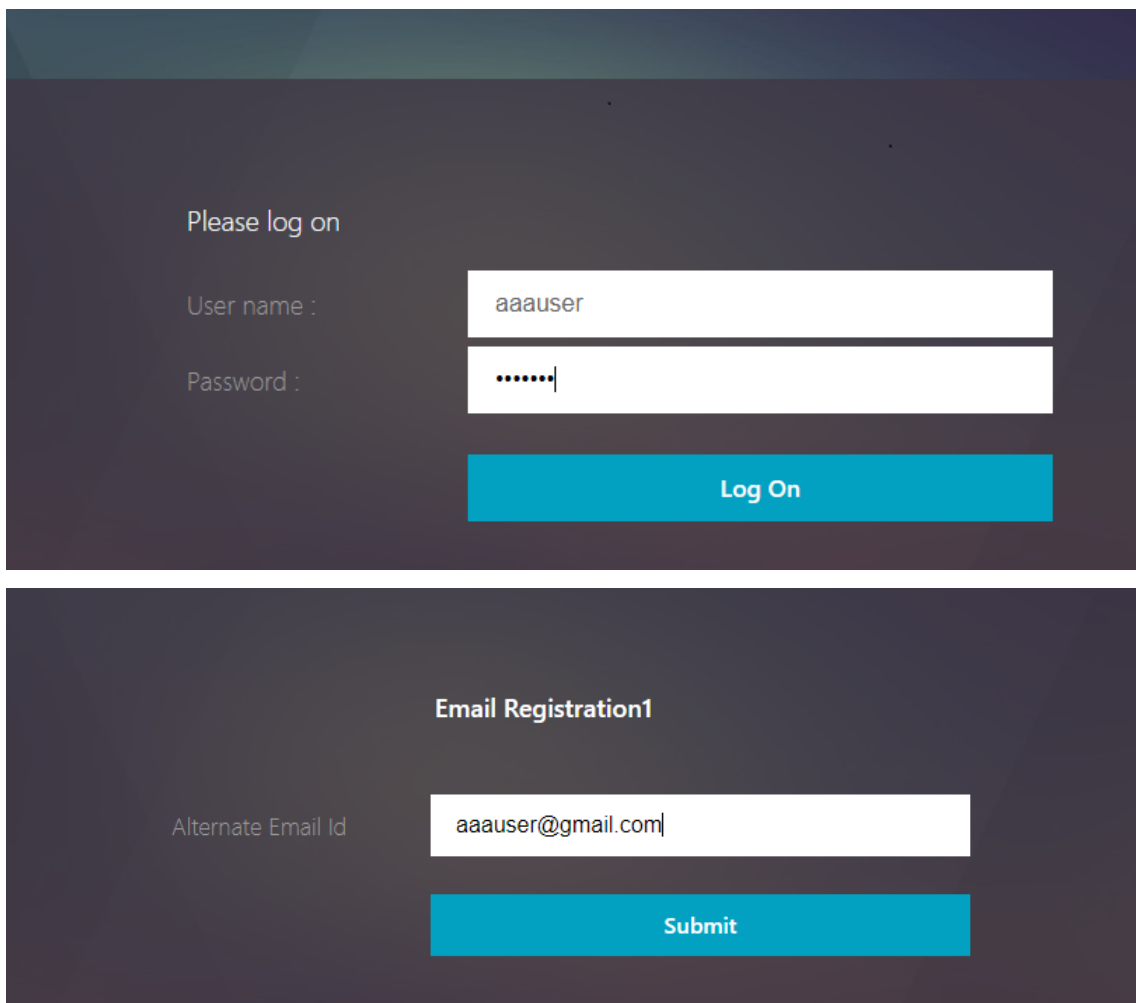 Please log on
User name : aaauser
Password : •••••••
Log On
Email Registration1
Alternate Email Id aaauser@gmail.com
Submit